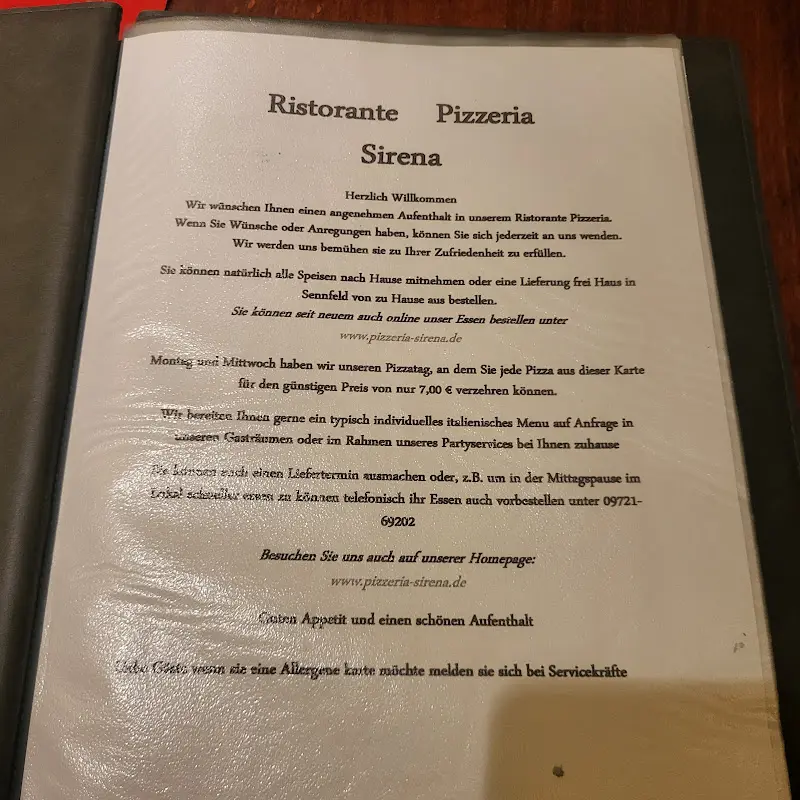 Ristorante Pizzeria
Sirena
Herzlich Willkommen
Wir wünschen Ihnen einen angenehmen Aufenthalt in unserem Ristorante Pizzeria.
Wenn Sie Wünsche oder Anregungen haben, können Sie sich jederzeit an uns wenden.
Wir werden uns bemühen sie zu Ihrer Zufriedenheit zu erfüllen.
Sie können natürlich alle Speisen nach Hause mitnehmen oder eine Lieferung frei Haus in
Sennfeld von zu Hause aus bestellen.
Sie können seit neuem auch online unser Essen bestellen unter
www.pizzeria-sirena.de
Montag und Mittwoch haben wir unseren Pizzatag, an dem Sie jede Pizza aus dieser Karte
für den günstigen Preis von nur 7,00 € verzehren können.
Wir bereiten Ihnen gerne ein typisch individuelles italienisches Menu auf Anfrage in
unseren Gasträumen oder im Rahmen unseres Partyservices bei Ihnen zuhause
Sie können auch einen Liefertermin ausmachen oder, z.B. um in der Mittagspause im
Lokal schneller essen zu können telefonisch ihr Essen auch vorbestellen unter 09721-
69202
Besuchen Sie uns auch auf unserer Homepage:
www.pizzeria-sirena.de
Guten Appetit und einen schönen Aufenthalt
Liebe Gäste wenn sie eine Allergene karte möchte melden sie sich bei Servicekräfte